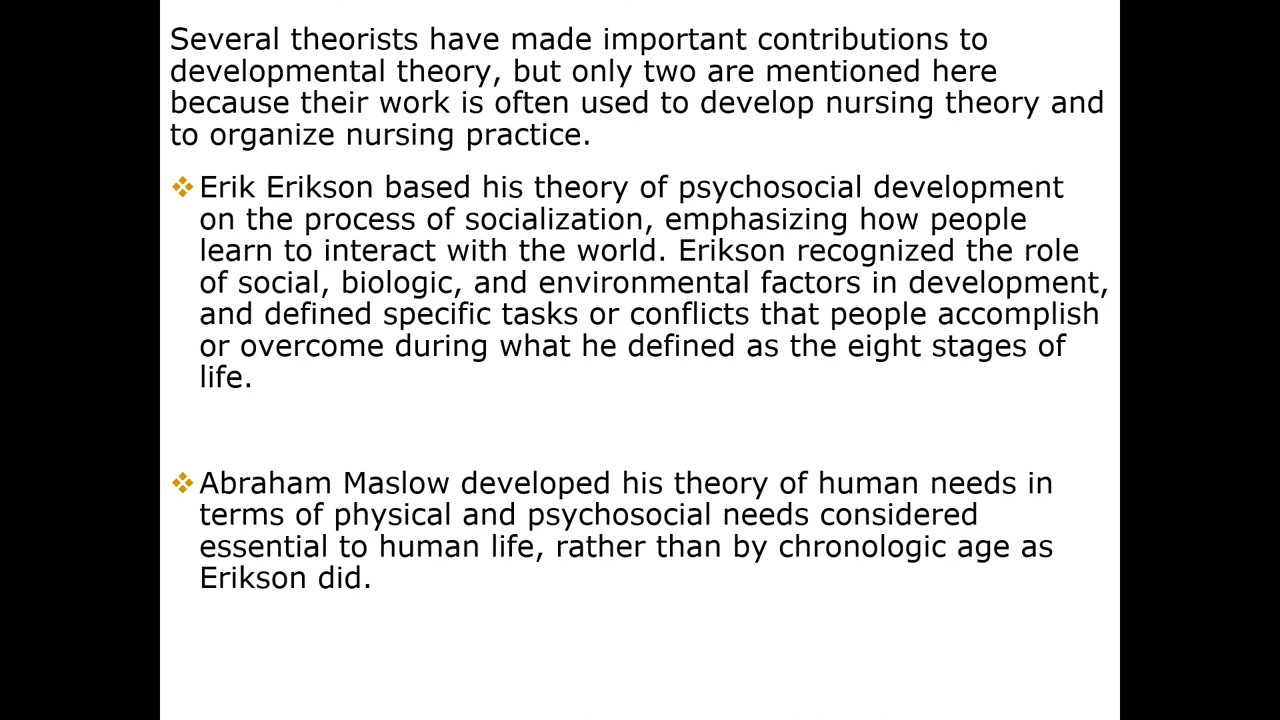 Several theorists have made important contributions to
developmental theory, but only two are mentioned here
because their work is often used to develop nursing theory and
to organize nursing practice.
❖Erik Erikson based his theory of psychosocial development
on the process of socialization, emphasizing how people
learn to interact with the world. Erikson recognized the role
of social, biologic, and environmental factors in development,
and defined specific tasks or conflicts that people accomplish
or overcome during what he defined as the eight stages of
life.
❖Abraham Maslow developed his theory of human needs in
terms of physical and psychosocial needs considered
essential to human life, rather than by chronologic age as
Erikson did.